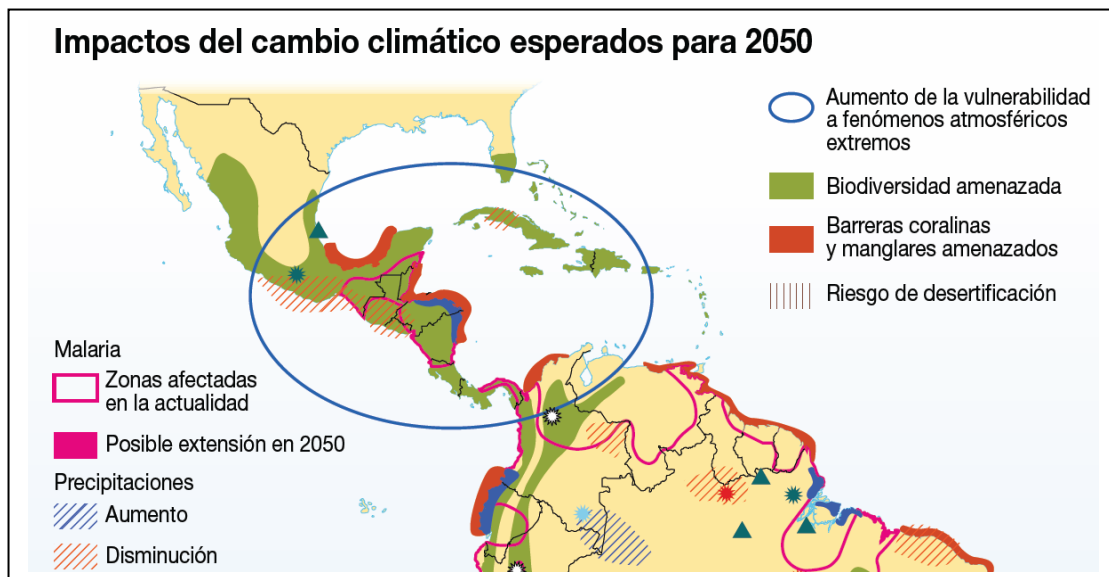 Impactos del cambio climático esperados para 2050
Aumento de la vulnerabilidad
a fenómenos atmosféricos
extremos
Biodiversidad amenazada
Barreras coralinas
y manglares amenazados
Riesgo de desertificación
Malaria
Zonas afectadas
en la actualidad
Posible extensión en 2050
Precipitaciones
Aumento
Disminución